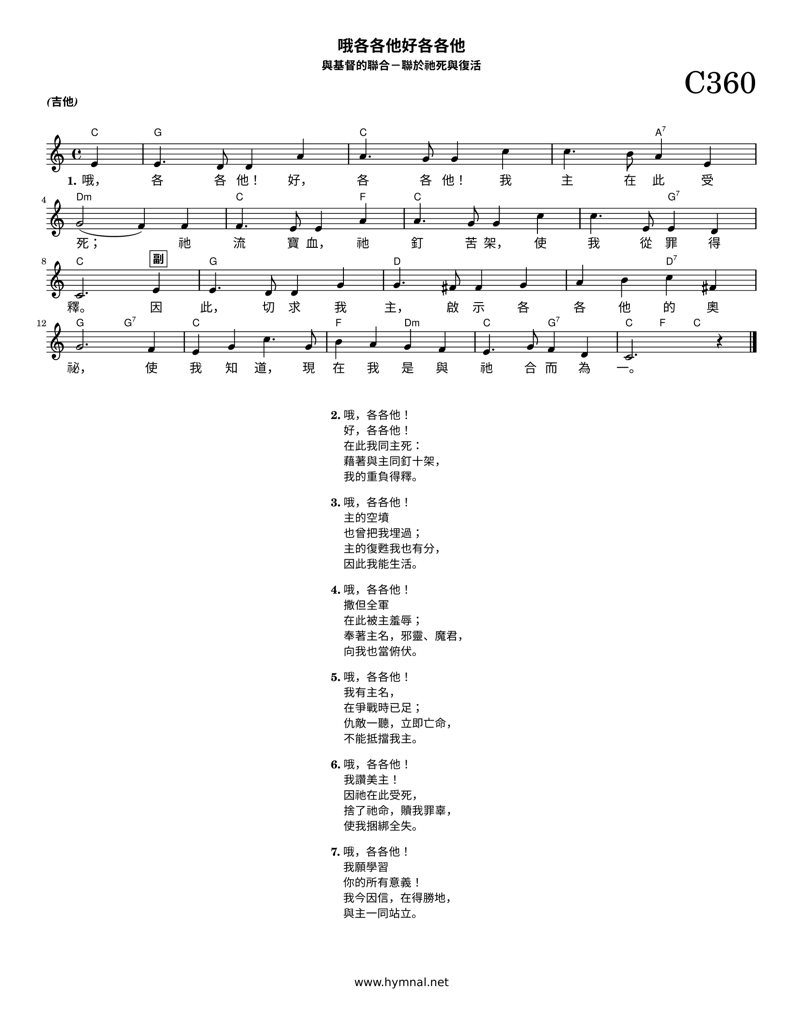 哦各各他好各各他
與基督的聯合－聯於祂死與復活
C360
(吉他)
C G C A7
1. 哦， 各 各 他！ 好， 各 各 他！ 我 主 在 此 受
4 Dm C F C G7
死； 祂 流 寶 血， 祂 釘 苦 架， 使 我 從 罪 得
8 C 副 G D D7
釋。 因 此， 切 求 我 主， 啟 示 各 各 他 的 奧
12 G G7 C F Dm C G7 C F C
祕， 使 我 知 道， 現 在 我 是 與 祂 合 而 為 一。
2. 哦，各各他！
好，各各他！
在此我同主死：
藉著與主同釘十架，
我的重負得釋。
3. 哦，各各他！
主的空墳
也曾把我埋過；
主的復甦我也有分，
因此我能生活。
4. 哦，各各他！
撒但全軍
在此被主羞辱；
奉著主名，邪靈、魔君，
向我也當俯伏。
5. 哦，各各他！
我有主名，
在爭戰時已足；
仇敵一聽，立即亡命，
不能抵擋我主。
6. 哦，各各他！
我讚美主！
因祂在此受死，
捨了祂命，贖我罪辜，
使我捆綁全失。
7. 哦，各各他！
我願學習
你的所有意義！
我今因信，在得勝地，
與主一同站立。
www.hymnal.net